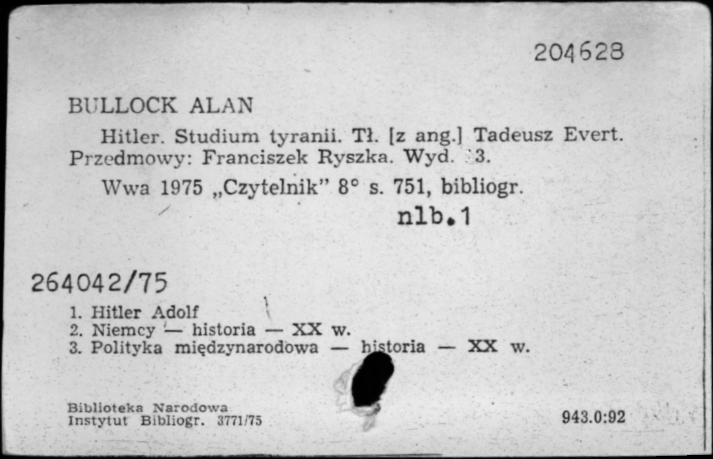 204628
BULLOCK ALAN
Hitler. Studium tyranii. Tł. [z ang.] Tadeusz Evert.
Przedmowy: Franciszek Ryszka. Wyd. 3.
Wwa 1975 „Czytelnik” 8° s. 751, bibliogr.
nlb.1
264042/75
1. Hitler Adolf
2. Niemcy — historia — XX w.
3. Polityka międzynarodowa — historia — XX w.
Biblioteka Narodowa
Instytut Bibliogr. 3771/75
943.0:92